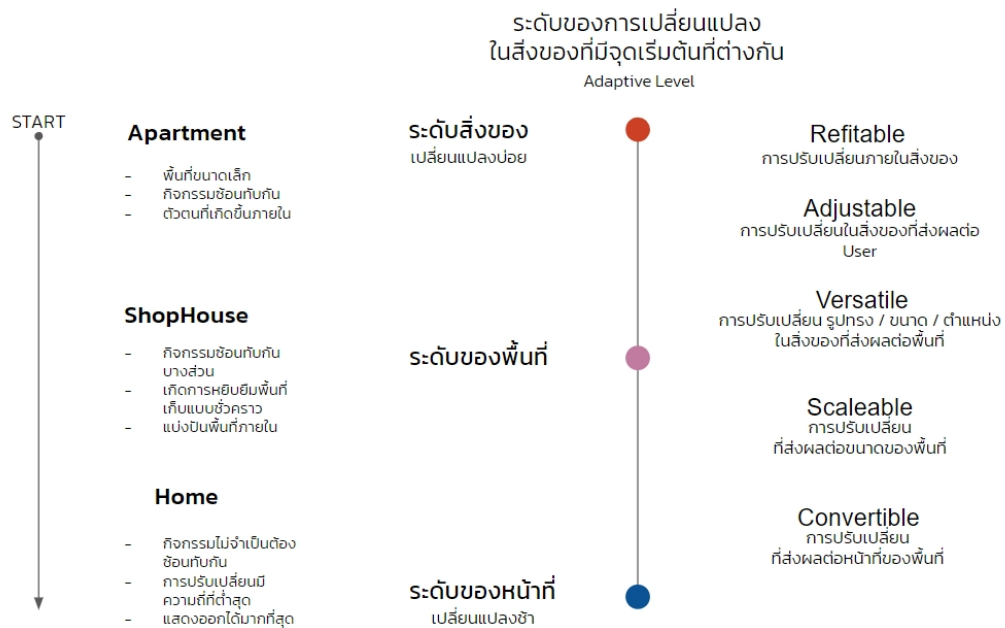 ระดับของการเปลี่ยนแปลง
ในสิ่งของที่มีจุดเริ่มต้นที่ต่างกัน
Adaptive Level
START
Apartment
- พื้นที่ขนาดเล็ก
- กิจกรรมซ้อนทับกัน
- ตัวตนที่เกิดขึ้นภายใน
ShopHouse
- กิจกรรมซ้อนทับกัน
บางส่วน
- เกิดการหยิบยืมพื้นที่
เก็บแบบชั่วคราว
- แบ่งปันพื้นที่ภายใน
Home
- กิจกรรมไม่จำเป็นต้อง
ซ้อนทับกัน
- การปรับเปลี่ยนมี
ความถี่ที่ต่ำสุด
- แสดงออกได้มากที่สุด
ระดับสิ่งของ
เปลี่ยนแปลงบ่อย
ระดับของพื้นที่
ระดับของหน้าที่
เปลี่ยนแปลงช้า
Refitable
การปรับเปลี่ยนภายในสิ่งของ
Adjustable
การปรับเปลี่ยนในสิ่งของที่ส่งผลต่อ
User
Versatile
การปรับเปลี่ยน รูปทรง / ขนาด / ตำแหน่ง
ในสิ่งของที่ส่งผลต่อพื้นที่
Scaleable
การปรับเปลี่ยน
ที่ส่งผลต่อขนาดของพื้นที่
Convertible
การปรับเปลี่ยน
ที่ส่งผลต่อหน้าที่ของพื้นที่